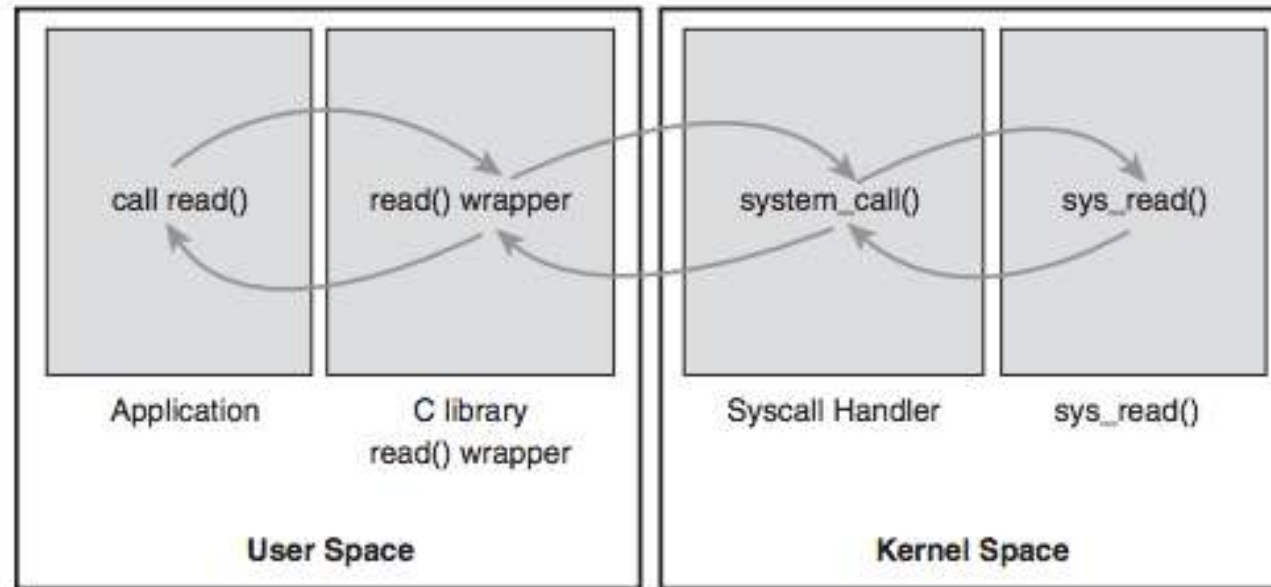 call read()
read() wrapper
system_call()
sys_read()
Application
C library
read() wrapper
Syscall Handler
sys_read()
User Space
Kernel Space